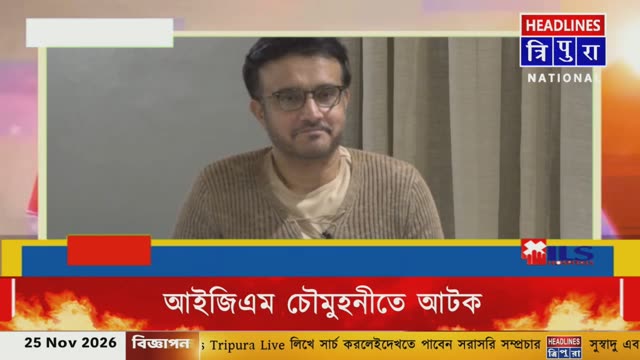 HEADLINES
ত্রিপুরা
NATIONAL
ILS
আইজিএম চৌমুহনীতে আটক
25 Nov 2026 বিজ্ঞাপন s Tripura Live লিখে সার্চ করলেইদেখতে পাবেন সরাসরি সম্প্রচার HEADLINES ত্রিপুরা সুস্বাদু এব